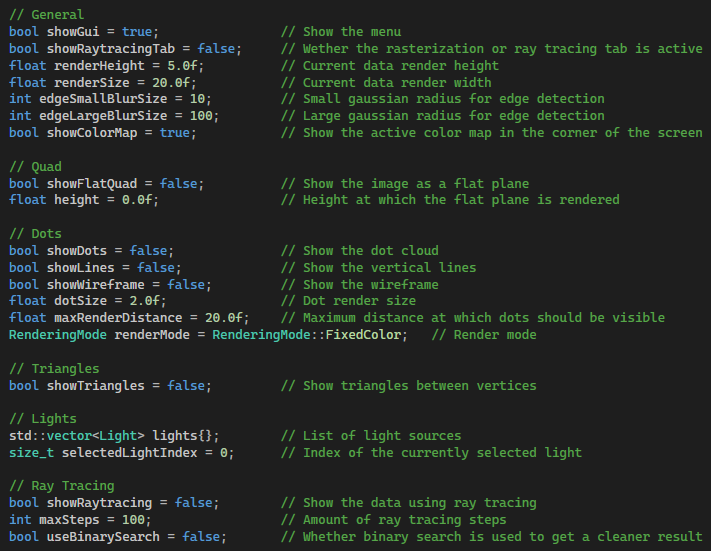 // General
bool showGui = true;                // Show the menu
bool showRaytracingTab = false;     // Wether the rasterization or ray tracing tab is active
float renderHeight = 5.0f;          // Current data render height
float renderSize = 20.0f;           // Current data render width
int edgeSmallBlurSize = 10;         // Small gaussian radius for edge detection
int edgeLargeBlurSize = 100;        // Large gaussian radius for edge detection
bool showColorMap = true;           // Show the active color map in the corner of the screen

// Quad
bool showFlatQuad = false;          // Show the image as a flat plane
float height = 0.0f;                // Height at which the flat plane is rendered

// Dots
bool showDots = false;              // Show the dot cloud
bool showLines = false;             // Show the vertical lines
bool showWireframe = false;         // Show the wireframe
float dotSize = 2.0f;               // Dot render size
float maxRenderDistance = 20.0f;    // Maximum distance at which dots should be visible
RenderingMode renderMode = RenderingMode::FixedColor;   // Render mode

// Triangles
bool showTriangles = false;         // Show triangles between vertices

// Lights
std::vector<Light> lights{};        // List of light sources
size_t selectedLightIndex = 0;      // Index of the currently selected light

// Ray Tracing
bool showRaytracing = false;        // Show the data using ray tracing
int maxSteps = 100;                 // Amount of ray tracing steps
bool useBinarySearch = false;       // Whether binary search is used to get a cleaner result